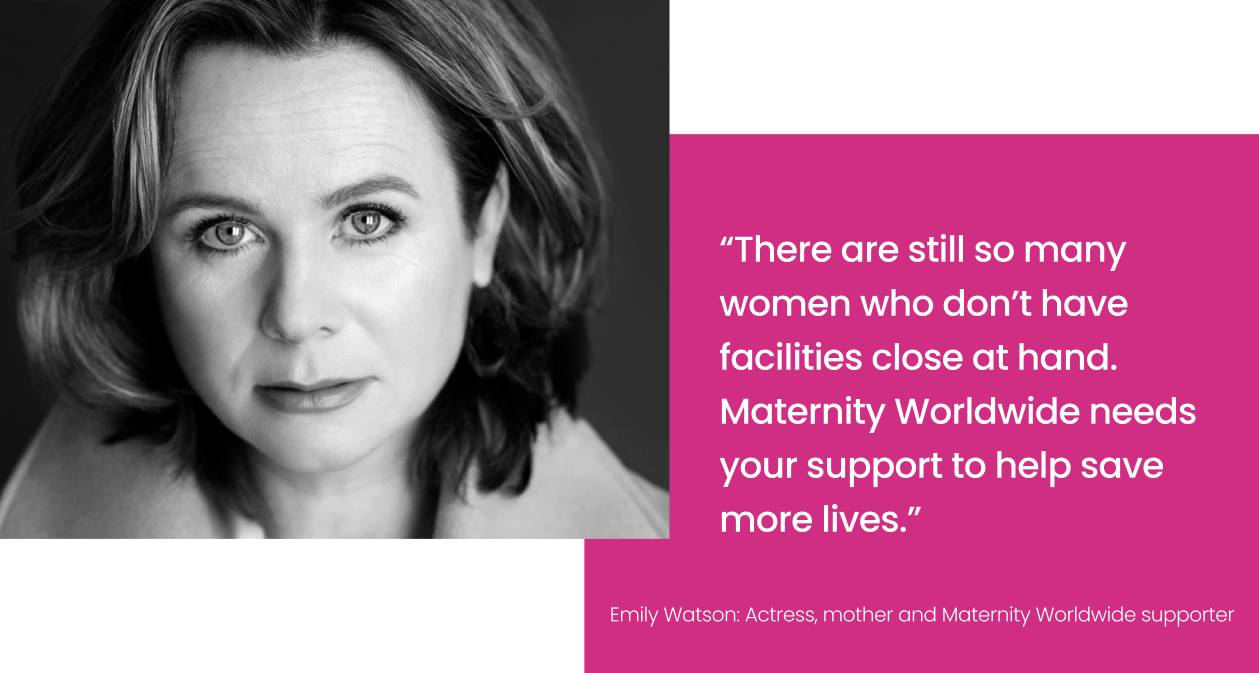 “There are still so many
women who don’t have
facilities close at hand.
Maternity Worldwide needs
your support to help save
more lives.”
Emily Watson: Actress, mother and Maternity Worldwide supporter